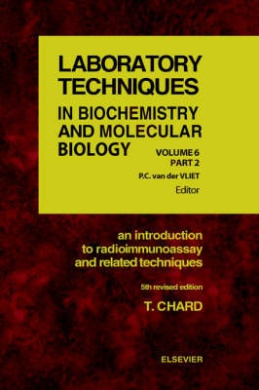 LABORATORY
TECHNIQUES
IN BIOCHEMISTRY
AND MOLECULAR
BIOLOGY
VOLUME 6
PART 2
P.C. van der VLIET
Editor
an introduction
to radioimmunoassay
and related techniques
5th revised edition
T. CHARD
ELSEVIER